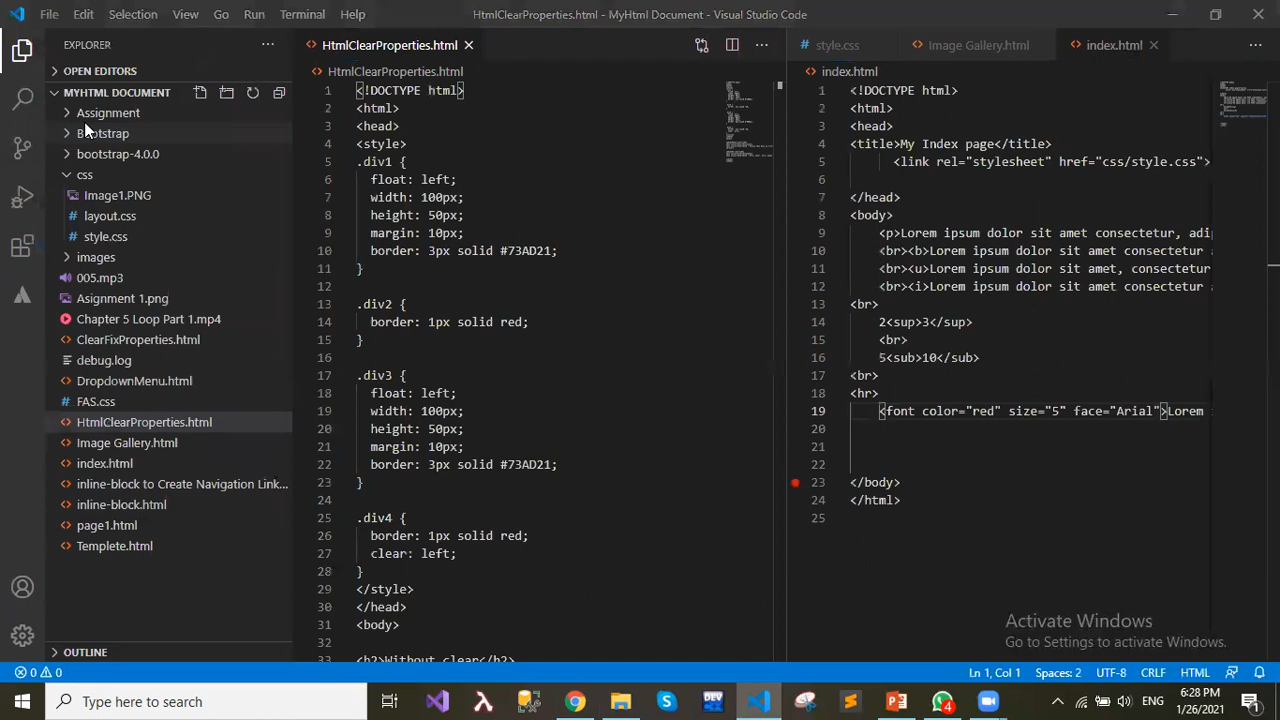 File Edit Selection View Go Run Terminal Help HtmlClearProperties.html - MyHtml Document - Visual Studio Code
EXPLORER
OPEN EDITORS
MYHTML DOCUMENT
Assignment
Bootstrap
bootstrap-4.0.0
css
Image1.PNG
layout.css
style.css
images
005.mp3
Asignment 1.png
Chapter 5 Loop Part 1.mp4
ClearFixProperties.html
debug.log
DropdownMenu.html
FAS.css
HtmlClearProperties.html
Image Gallery.html
index.html
inline-block to Create Navigation Link...
inline-block.html
page1.html
Templete.html
OUTLINE
HtmlClearProperties.html
HtmlClearProperties.html
1 <!DOCTYPE html>
2 <html>
3 <head>
4 <style>
5 .div1 {
6 float: left;
7 width: 100px;
8 height: 50px;
9 margin: 10px;
10 border: 3px solid #73AD21;
11 }
12
13 .div2 {
14 border: 1px solid red;
15 }
16
17 .div3 {
18 float: left;
19 width: 100px;
20 height: 50px;
21 margin: 10px;
22 border: 3px solid #73AD21;
23 }
24
25 .div4 {
26 border: 1px solid red;
27 clear: left;
28 }
29 </style>
30 </head>
31 <body>
32
33 <h2>Without clear</h2>
style.css Image Gallery.html index.html
index.html
1 <!DOCTYPE html>
2 <html>
3 <head>
4 <title>My Index page</title>
5 <link rel="stylesheet" href="css/style.css">
6
7 </head>
8 <body>
9 <p>Lorem ipsum dolor sit amet consectetur, adip
10 <br><b>Lorem ipsum dolor sit amet consectetur
11 <br><u>Lorem ipsum dolor sit amet, consectetur
12 <br><i>Lorem ipsum dolor sit amet consectetur
13 <br>
14 2<sup>3</sup>
15 <br>
16 5<sub>10</sub>
17 <br>
18 <hr>
19 <font color="red" size="5" face="Arial">Lorem
20
21
22
23 </body>
24 </html>
25
Activate Windows
Go to Settings to activate Windows.
0 0 Ln 1, Col 1 Spaces: 2 UTF-8 CRLF HTML
Type here to search
DEV
4
ENG
6:28 PM
1/26/2021
1